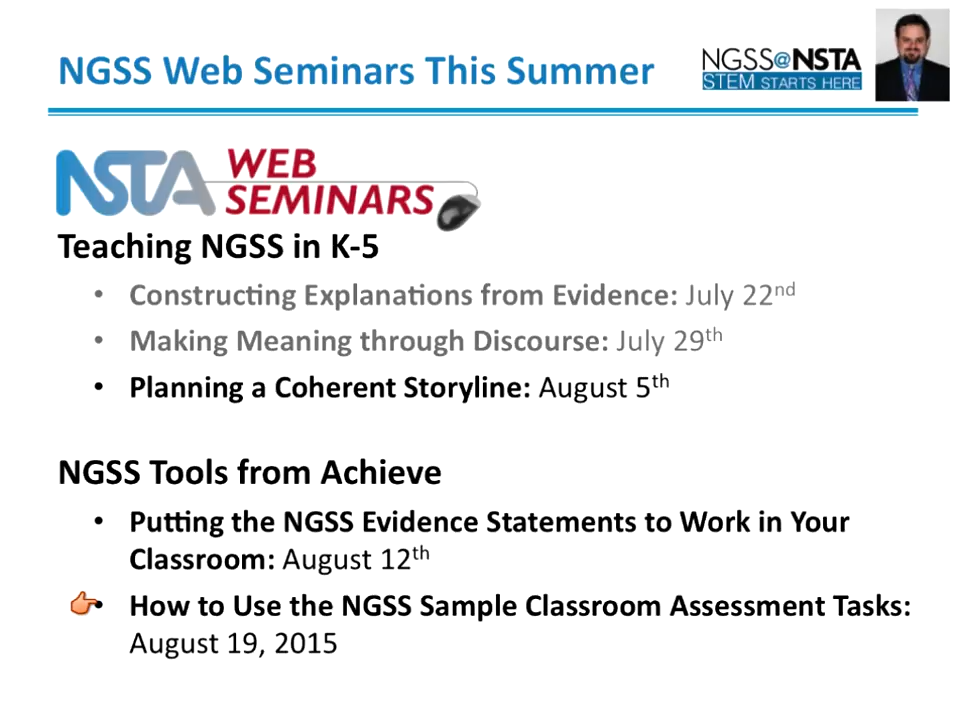 NGSS Web Seminars This Summer
NGSS@NSTA
STEM STARTS HERE
NSTA WEB
SEMINARS
Teaching NGSS in K-5
• Constructing Explanations from Evidence: July 22nd
• Making Meaning through Discourse: July 29th
• Planning a Coherent Storyline: August 5th
NGSS Tools from Achieve
• Putting the NGSS Evidence Statements to Work in Your
Classroom: August 12th
• How to Use the NGSS Sample Classroom Assessment Tasks:
August 19, 2015